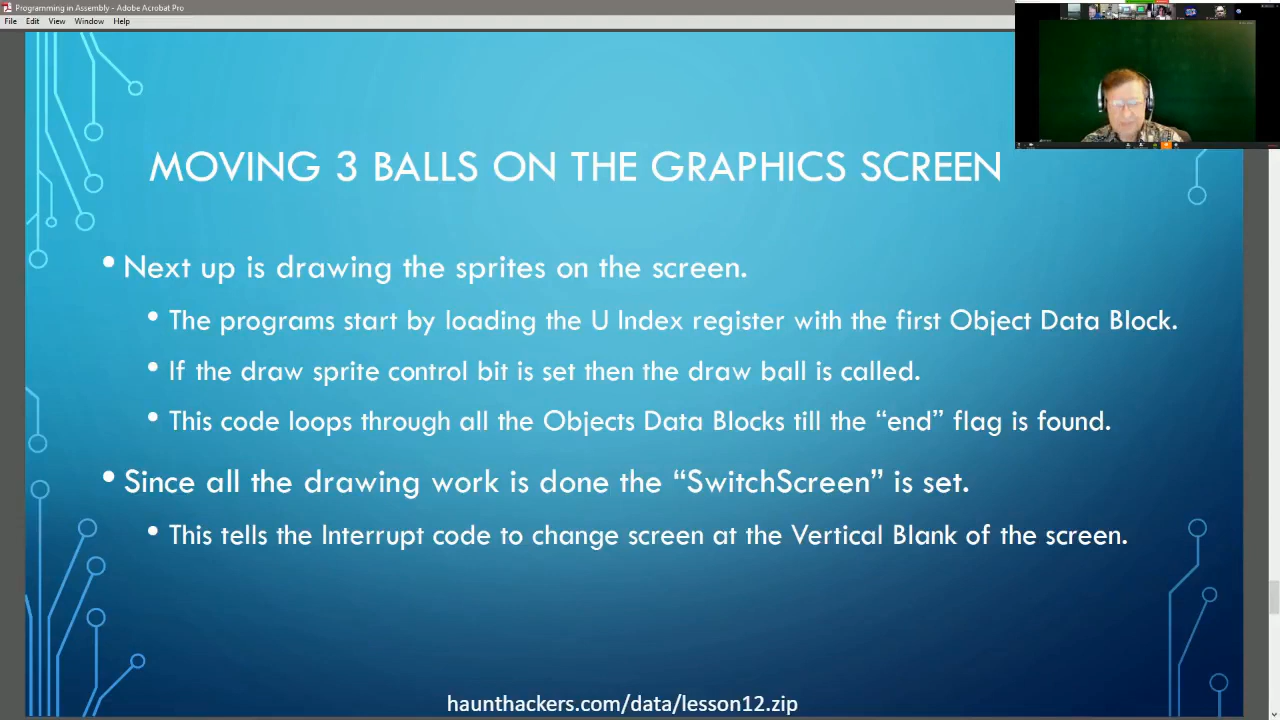 Programming in Assembly - Adobe Acrobat Pro
File Edit View Window Help
MOVING 3 BALLS ON THE GRAPHICS SCREEN
• Next up is drawing the sprites on the screen.
• The programs start by loading the U Index register with the first Object Data Block.
• If the draw sprite control bit is set then the draw ball is called.
• This code loops through all the Objects Data Blocks till the “end” flag is found.
• Since all the drawing work is done the “SwitchScreen” is set.
• This tells the Interrupt code to change screen at the Vertical Blank of the screen.
haunthackers.com/data/lesson12.zip